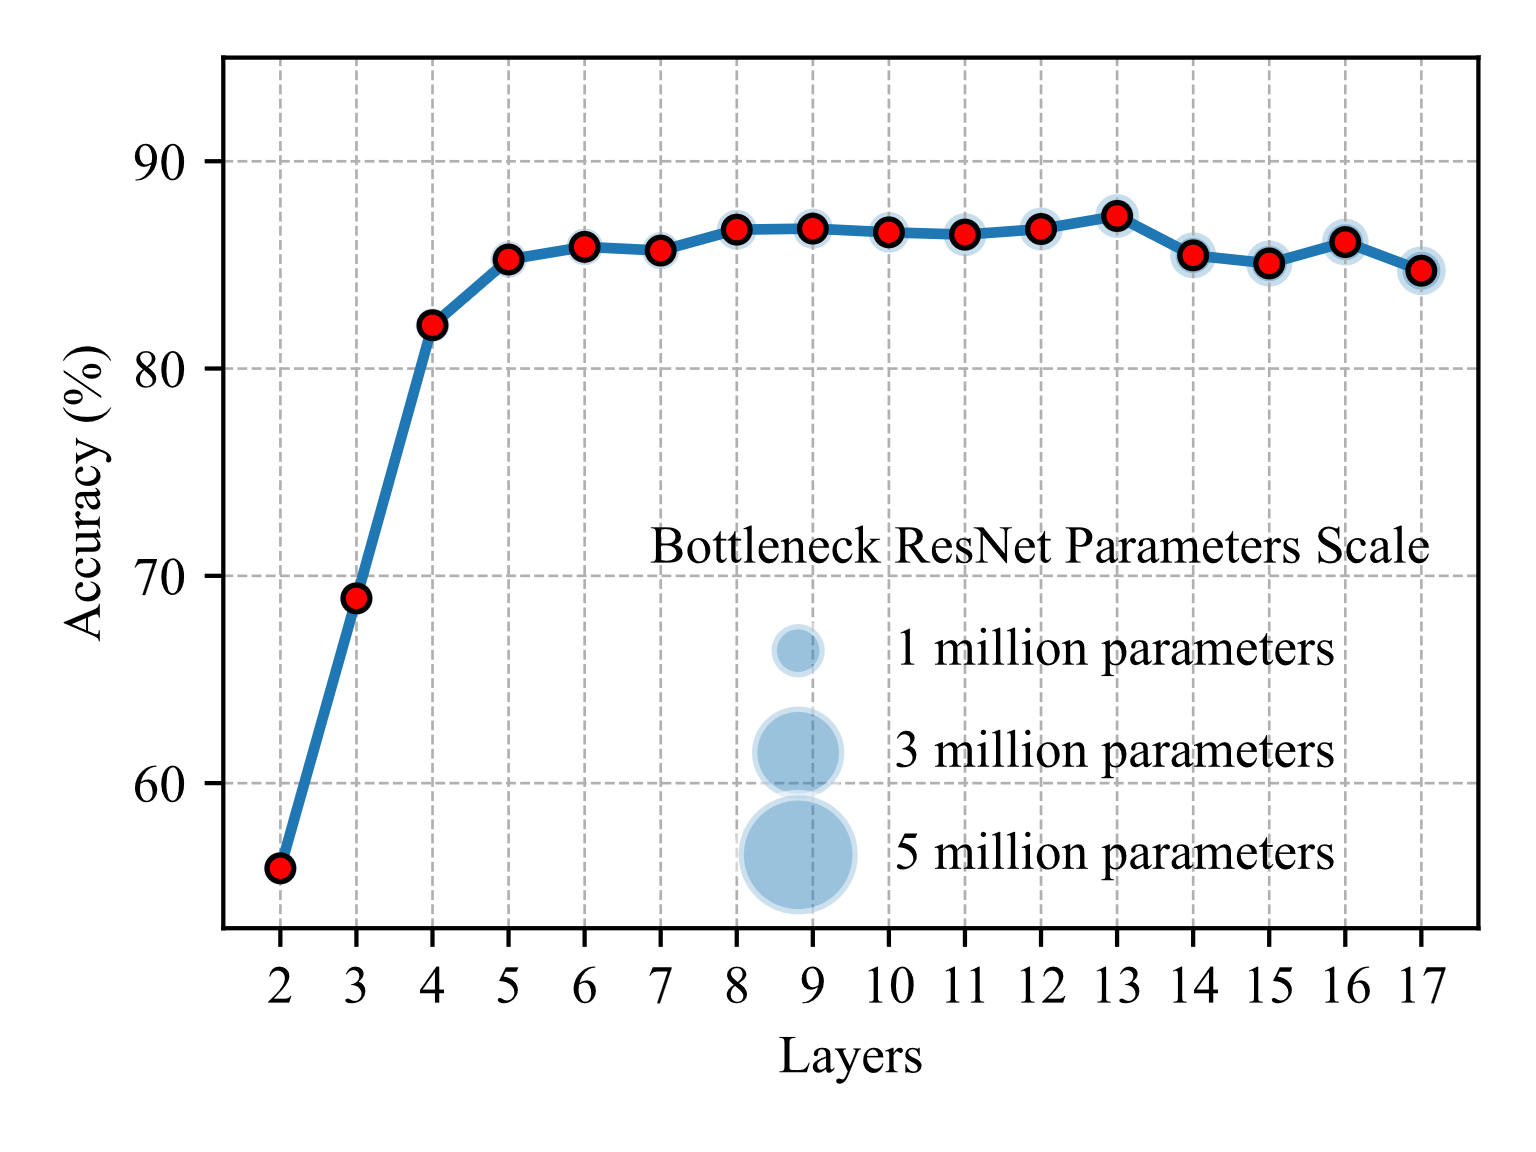 90
80
70
60
Accuracy (%)
Bottleneck ResNet Parameters Scale
1 million parameters
3 million parameters
5 million parameters
2 3 4 5 6 7 8 9 10 11 12 13 14 15 16 17
Layers